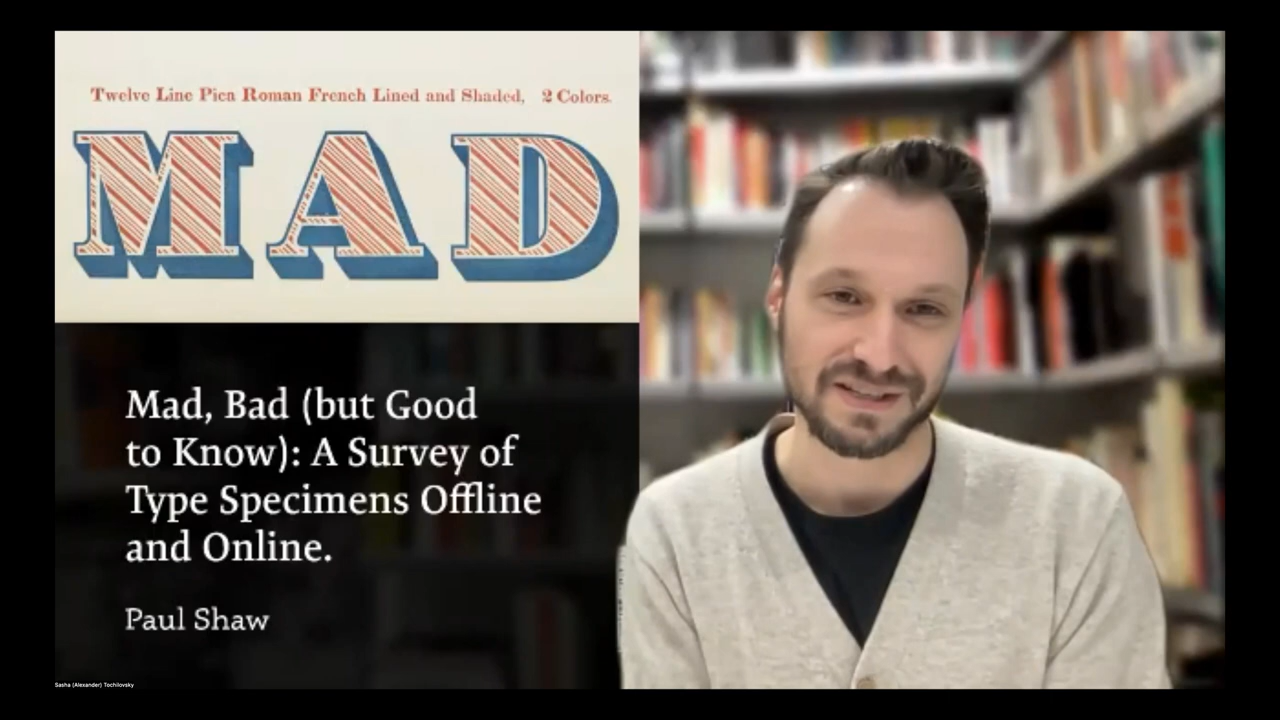 Twelve Line Pica Roman French Lined and Shaded, 2 Colors.
MAD
Mad, Bad (but Good
to Know): A Survey of
Type Specimens Offline
and Online.
Paul Shaw
Sasha (Alexander) Tochilovsky